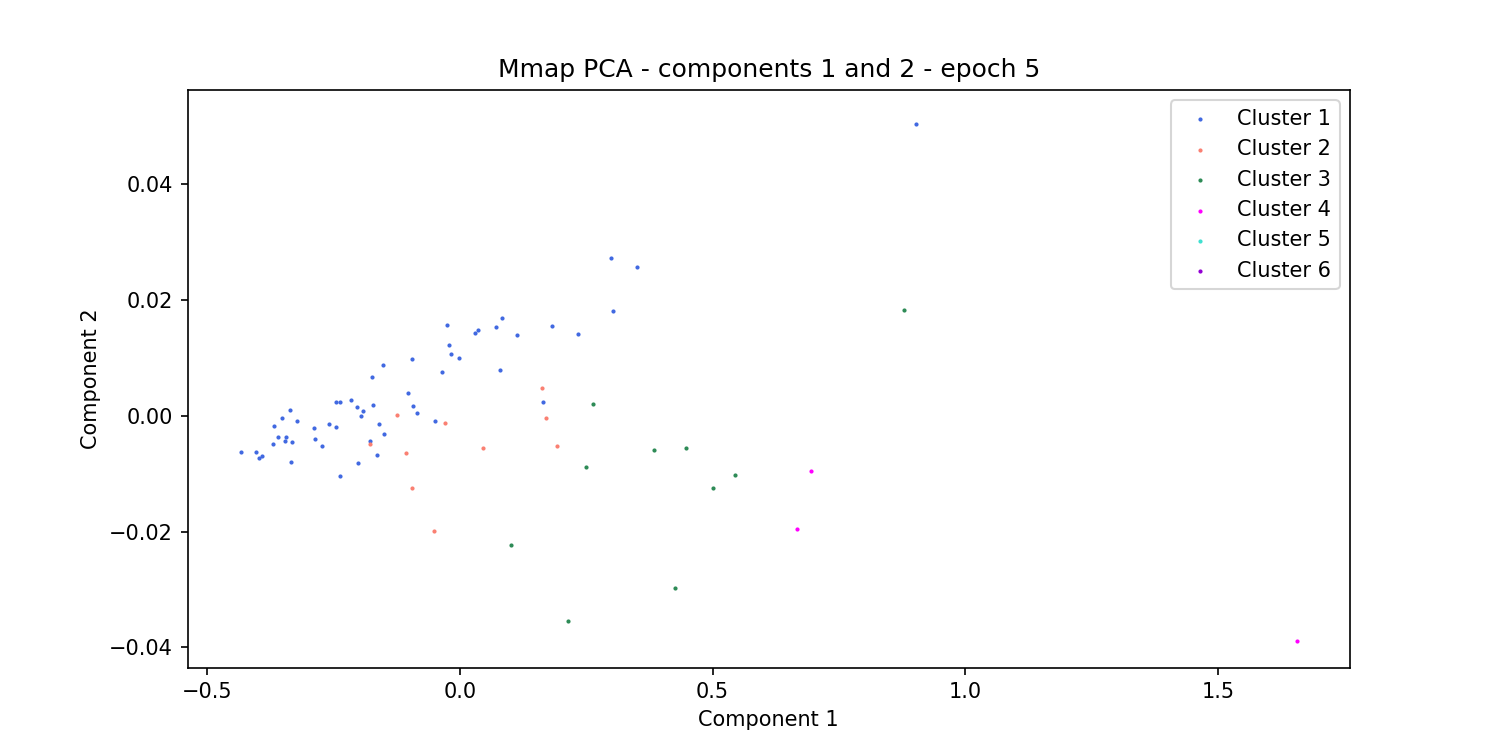 Mmap PCA - components 1 and 2 - epoch 5
Cluster 1
Cluster 2
Cluster 3
Cluster 4
Cluster 5
Cluster 6
Component 2
0.04
0.02
0.00
−0.02
−0.04
−0.5 0.0 0.5 1.0 1.5
Component 1